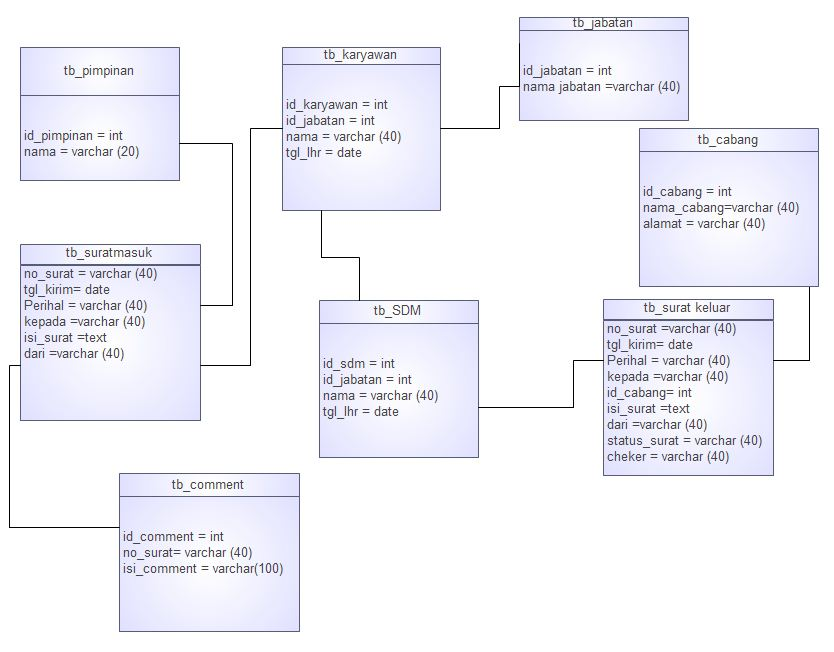 tb_jabatan
id_jabatan = int
nama jabatan =varchar (40)
tb_karyawan
id_karyawan = int
id_jabatan = int
nama = varchar (40)
tgl_lhr = date
tb_pimpinan
id_pimpinan = int
nama = varchar (20)
tb_cabang
id_cabang = int
nama_cabang=varchar (40)
alamat = varchar (40)
tb_suratmasuk
no_surat = varchar (40)
tgl_kirim= date
Perihal = varchar (40)
kepada =varchar (40)
isi_surat =text
dari =varchar (40)
tb_SDM
id_sdm = int
id_jabatan = int
nama = varchar (40)
tgl_lhr = date
tb_surat keluar
no_surat =varchar (40)
tgl_kirim= date
Perihal = varchar (40)
kepada =varchar (40)
id_cabang= int
isi_surat =text
dari =varchar (40)
status_surat = varchar (40)
cheker = varchar (40)
tb_comment
id_comment = int
no_surat= varchar (40)
isi_comment = varchar(100)